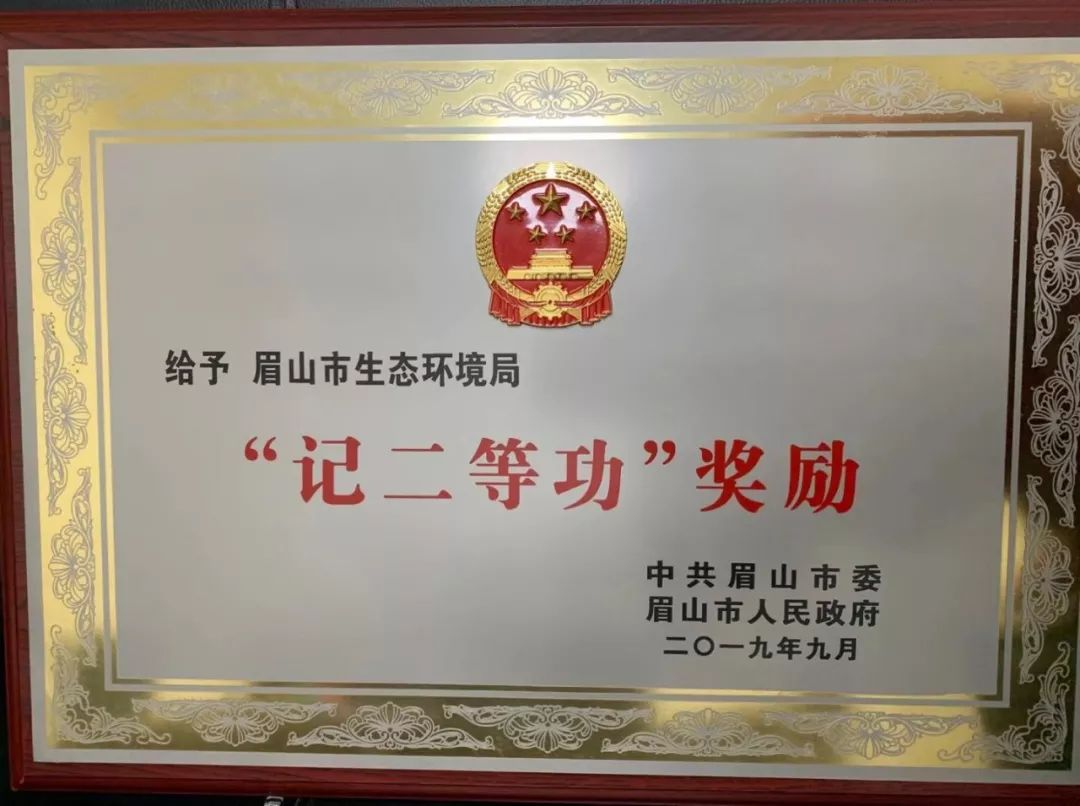 给予 眉山市生态环境局
“记二等功”奖励
中共眉山市委
眉山市人民政府
二〇一九年九月